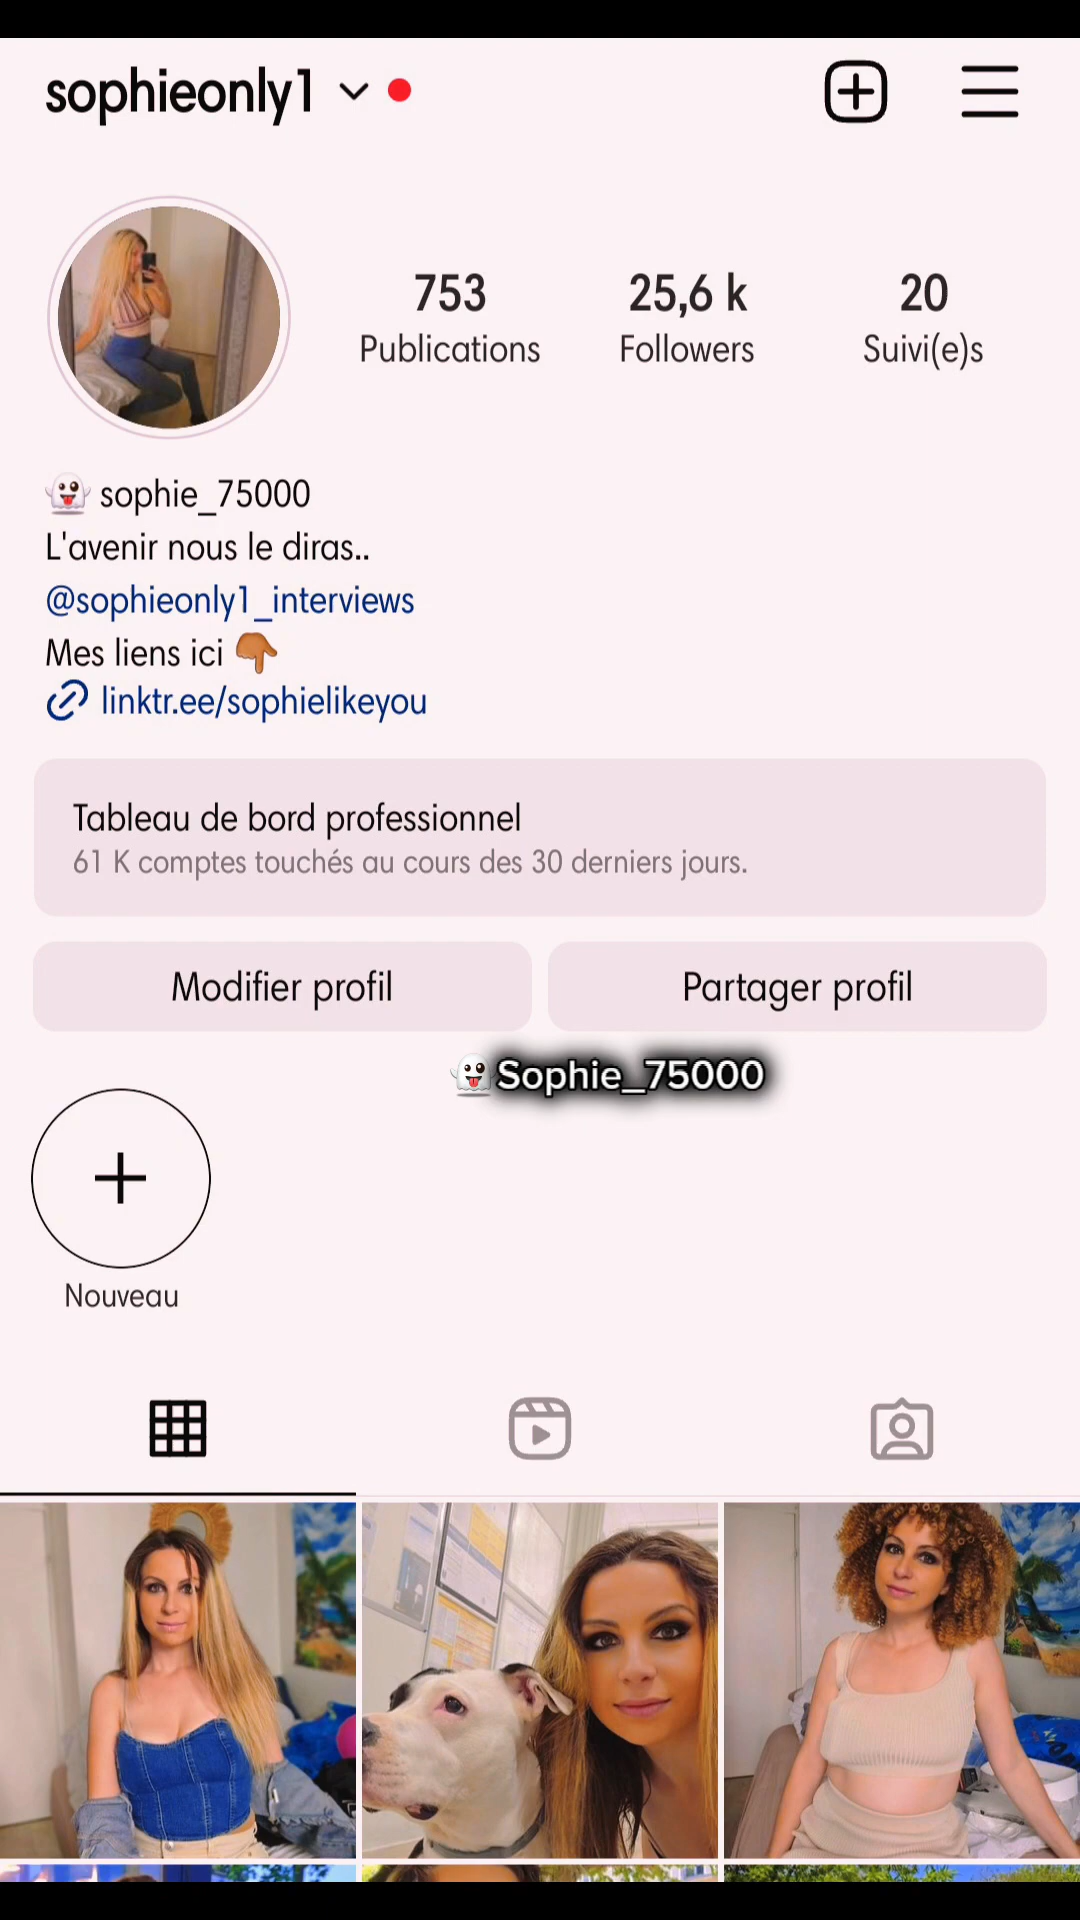 sophieonly1
753
Publications
25,6 k
Followers
20
Suivi(e)s
👻 sophie_75000
L'avenir nous le diras..
@sophieonly1_interviews
Mes liens ici 👇🏾
linktr.ee/sophielikeyou
Tableau de bord professionnel
61 K comptes touchés au cours des 30 derniers jours.
Modifier profil
Partager profil
👻Sophie_75000
Nouveau